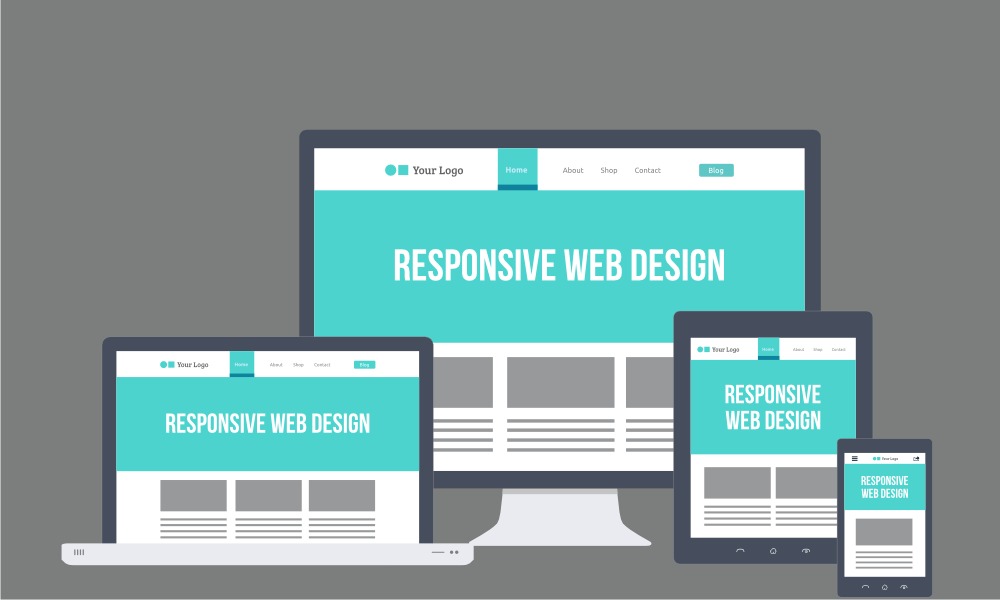 Your Logo Home About Shop Contact Blog
RESPONSIVE WEB DESIGN
Your Logo Home About Shop Contact Blog
RESPONSIVE WEB DESIGN
Your Logo Home About Shop Contact
RESPONSIVE
WEB DESIGN
Your Logo
RESPONSIVE
WEB DESIGN